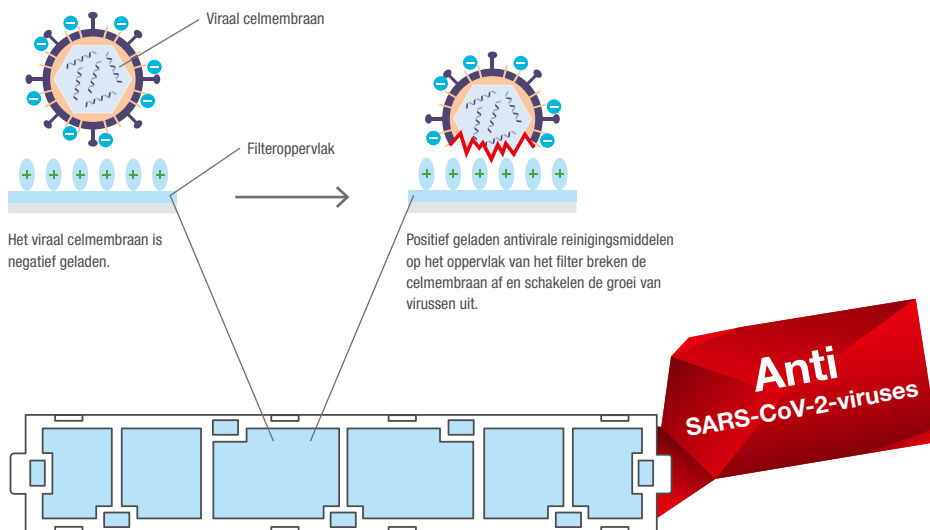 Viraal celmembraan
Filteroppervlak
Het viraal celmembraan is
negatief geladen.
Positief geladen antivirale reinigingsmiddelen
op het oppervlak van het filter breken de
celmembraan af en schakelen de groei van
virussen uit.
Anti
SARS-CoV-2-viruses